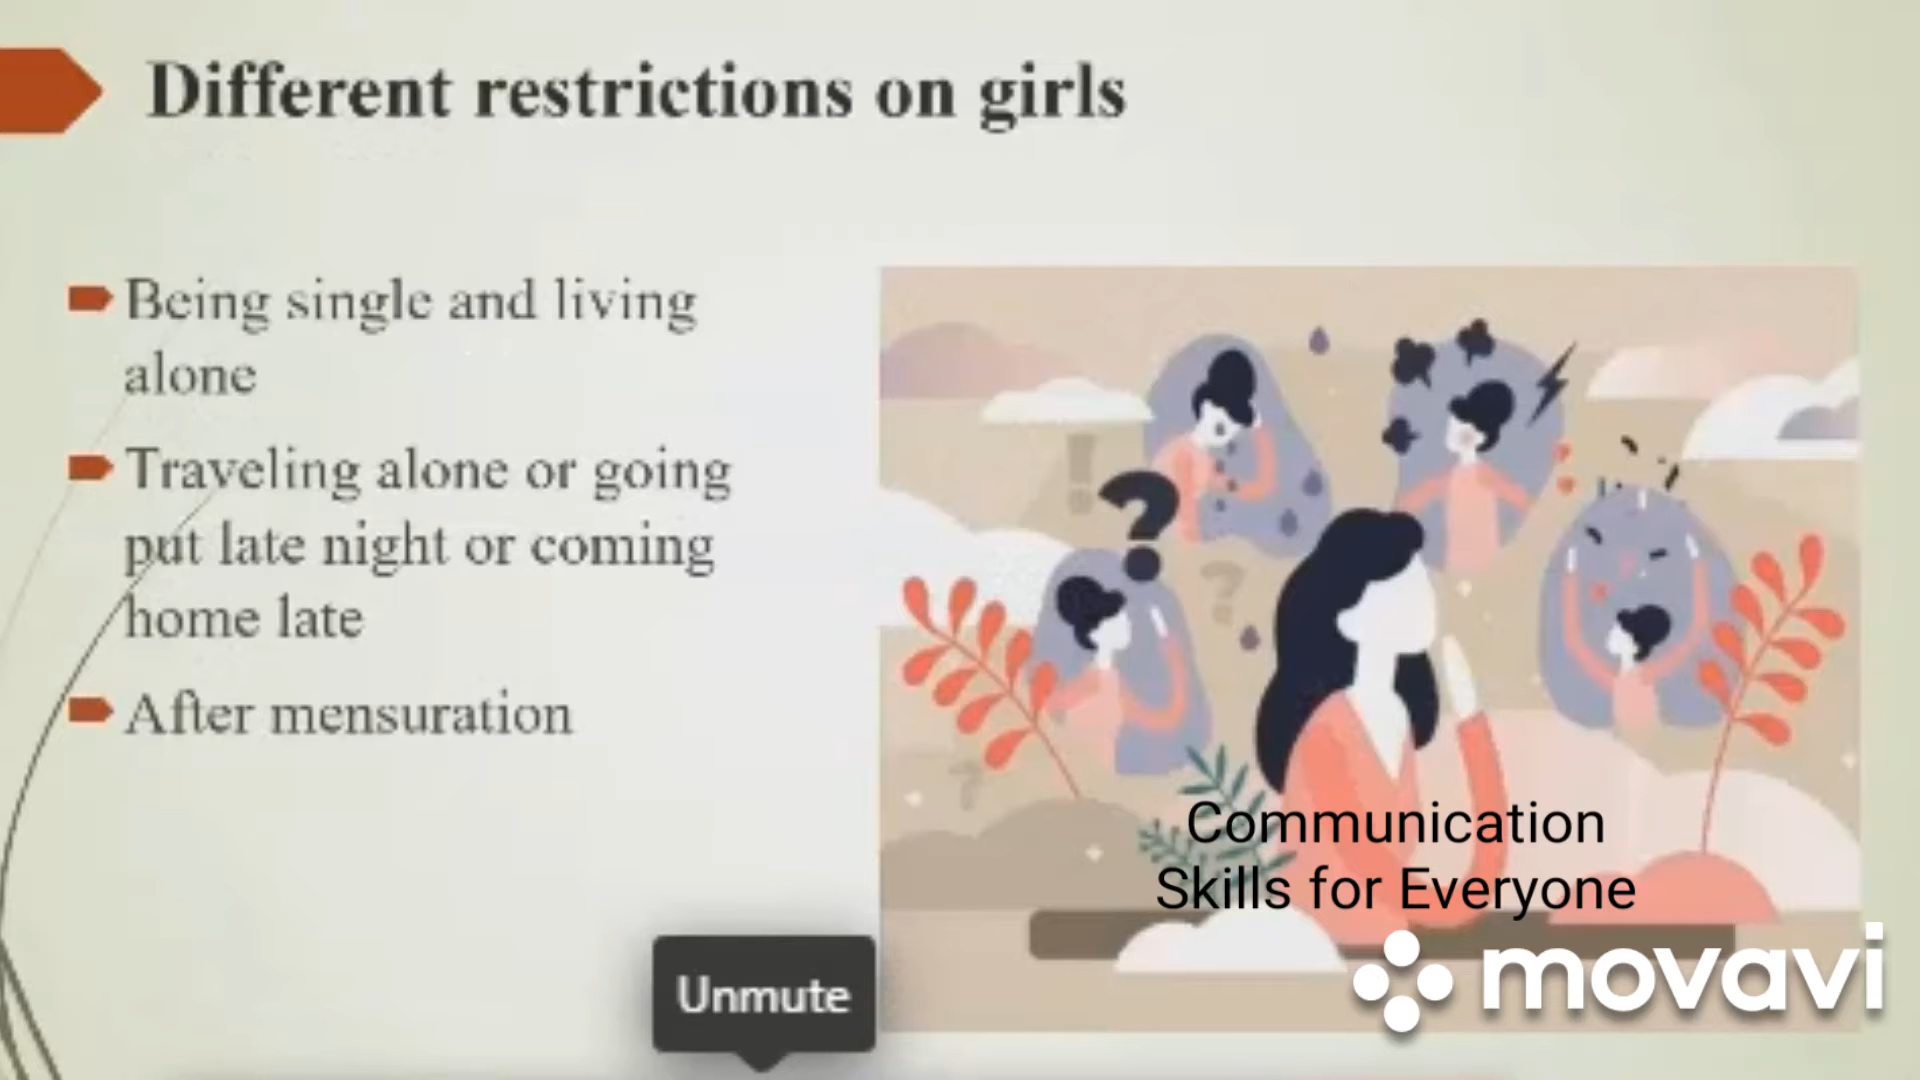 Different restrictions on girls
Being single and living
alone
Traveling alone or going
put late night or coming
home late
After mensuration
Communication
Skills for Everyone
movavi
Unmute